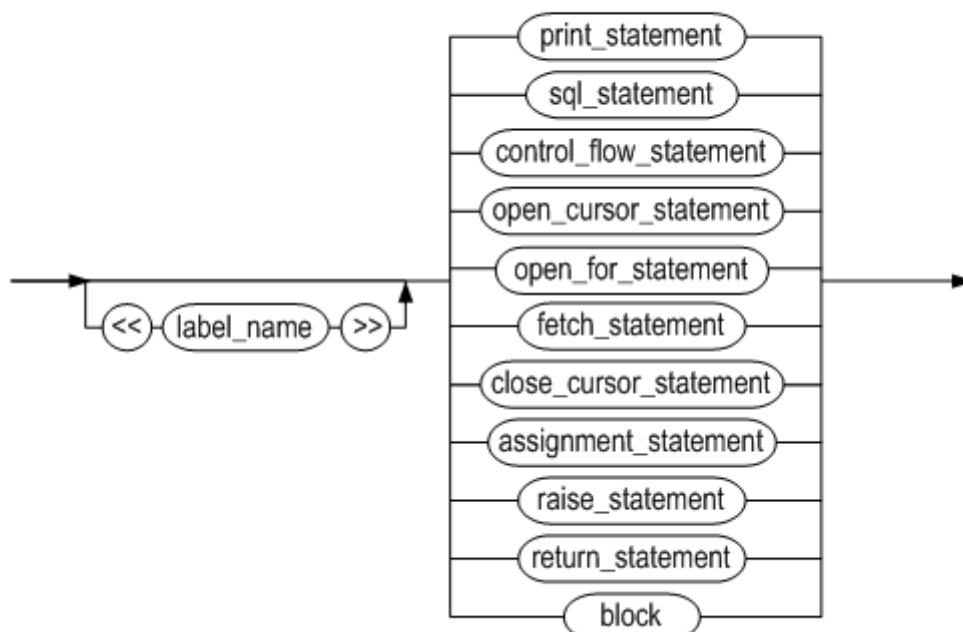 print_statement
sql_statement
control_flow_statement
open_cursor_statement
open_for_statement
<< label_name >>
fetch_statement
close_cursor_statement
assignment_statement
raise_statement
return_statement
block